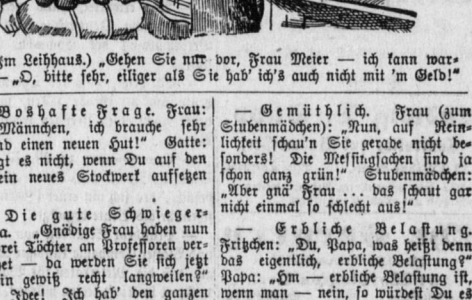 (Im Leihhaus.) „Gehen Sie nur vor, Frau Meier — ich kann war-
— „O, bitte sehr, eiliger als Sie hab' ich's auch nicht mit 'm Geld!“
Boshafte Frage. Frau:
Männchen, ich brauche sehr
einen neuen Hut!“ Gatte:
gt es nicht, wenn Du auf den
ein neues Stockwerk aufsetzen
Die gute Schwieger-
a. „Gnädige Frau haben nun
rei Töchter an Professoren ver-
et — da werden Sie sich jetzt
in gewiß recht langweilen?“
Idee! Ich hab' den ganzen
— Gemüthlich. Frau (zum
Stubenmädchen): „Nun, auf Rein-
lichkeit schau'n Sie gerade nicht be-
sonders! Die Messingsachen sind ja
schon ganz grün!“ Stubenmädchen:
„Aber gnä' Frau ... das schaut gar
nicht einmal so schlecht aus!“
— Erbliche Belastung.
Fritzchen: „Du, Papa, was heißt denn
das eigentlich, erbliche Belastung?“
Papa: „Hm — erbliche Belastung ist,
wenn man — nein, so würdest Du es